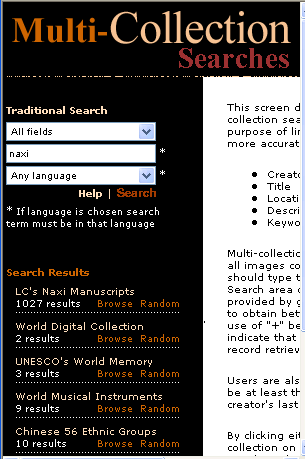 Multi-Collection
Searches
Traditional Search
All fields
naxi *
Any language *
Help | Search
* If language is chosen search
term must be in that language
Search Results
LC's Naxi Manuscripts
1027 results Browse Random
World Digital Collection
2 results Browse Random
UNESCO's World Memory
3 results Browse Random
World Musical Instruments
9 results Browse Random
Chinese 56 Ethnic Groups
10 results Browse Random
This screen d
collection sea
purpose of lin
more accurat
• Creato
• Title
• Locati
• Descri
• Keywo
Multi-collecti
all images co
should type t
Search area o
provided by g
to obtain bett
use of "+" be
indicate that
record retriev
Users are als
be at least th
creator's last
By clicking eit
collection on